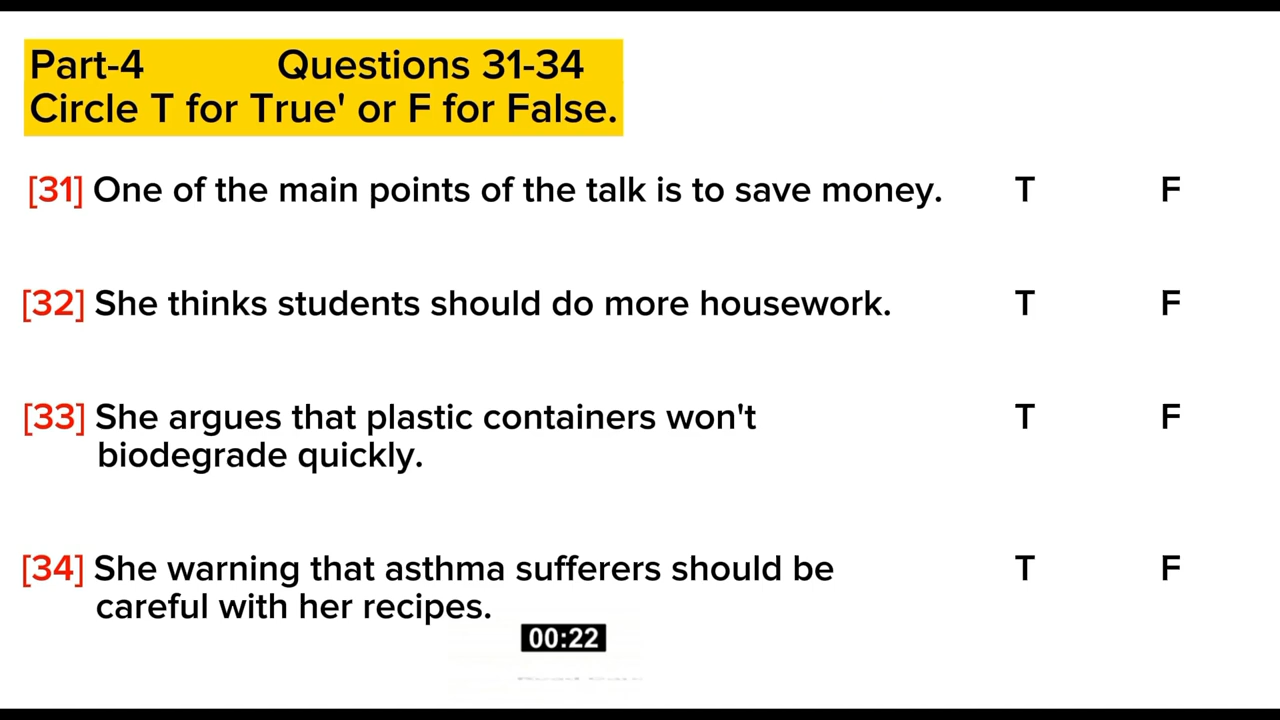 Part-4 Questions 31-34
Circle T for True' or F for False.
[31] One of the main points of the talk is to save money. T F
[32] She thinks students should do more housework. T F
[33] She argues that plastic containers won't T F
biodegrade quickly.
[34] She warning that asthma sufferers should be T F
careful with her recipes.
00:22